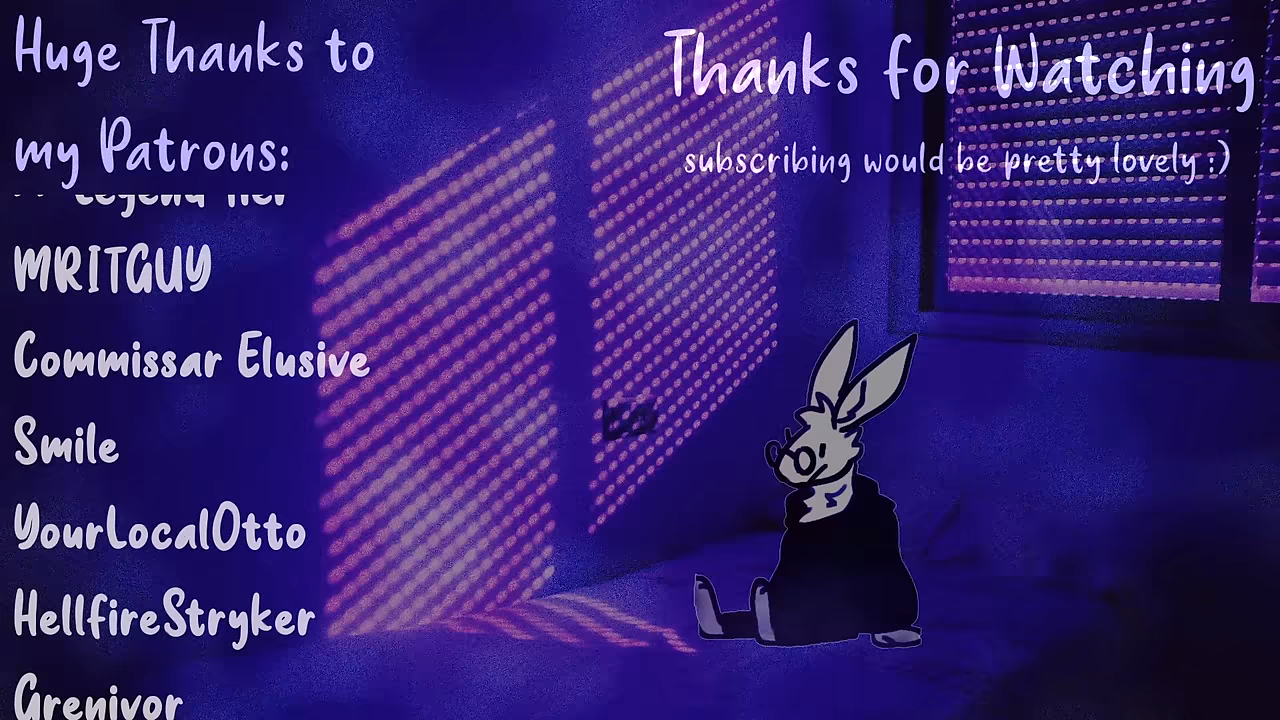 Huge Thanks to
my Patrons:
MRITGUY
Commissar Elusive
Smile
YourLocalOtto
HellfireStryker
Grenivor
Thanks for Watching
subscribing would be pretty lovely :)